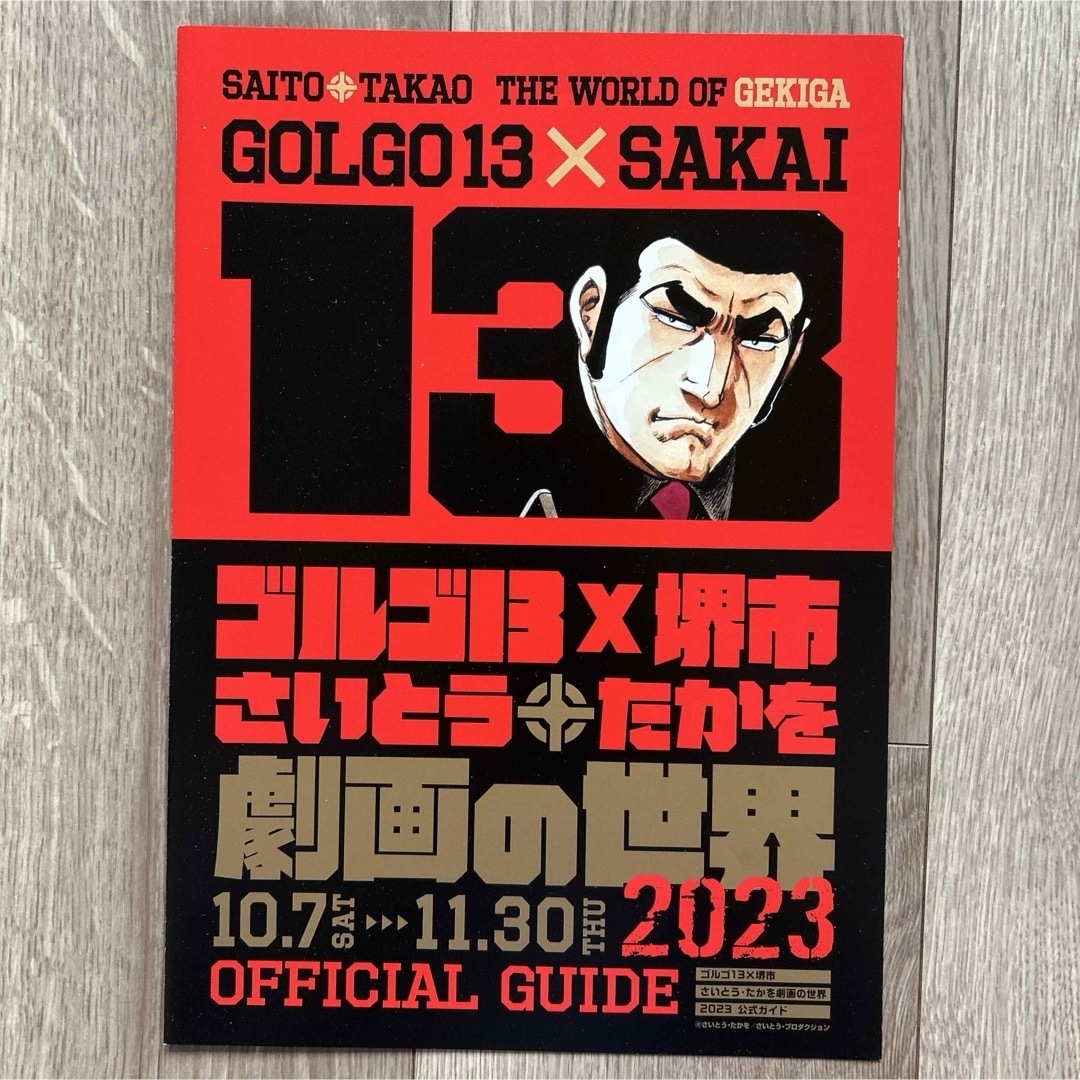 SAITO TAKAO THE WORLD OF GEKIGA
GOLGO13×SAKAI
13
ゴルゴ13×堺市
さいとう たかを
劇画の世界
10.7 SAT 11.30 THU 2023
OFFICIAL GUIDE
ゴルゴ13×堺市
さいとう・たかを劇画の世界
2023 公式ガイド
©さいとう・たかを／さいとう・プロダクション